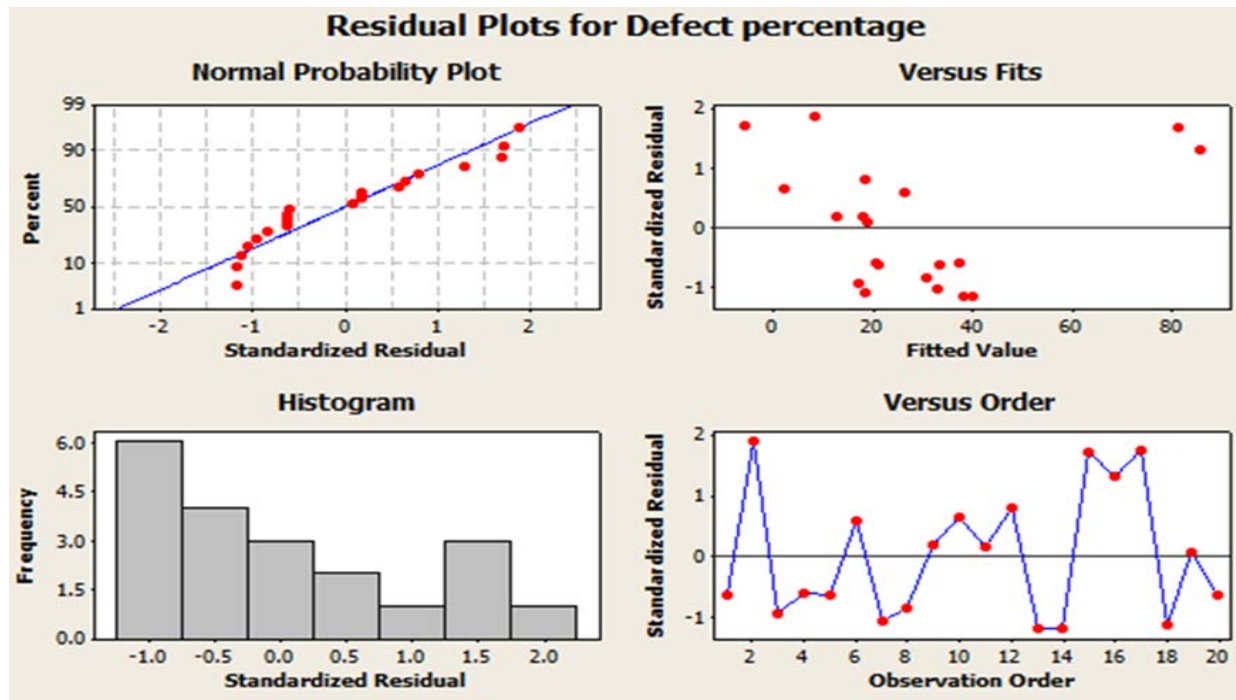 Residual Plots for Defect percentage
Normal Probability Plot
99
90
50
10
1
Percent
-2 -1 0 1 2
Standardized Residual
Versus Fits
2
1
0
-1
Standardized Residual
0 20 40 60 80
Fitted Value
Histogram
6.0
4.5
3.0
1.5
0.0
Frequency
-1.0 -0.5 0.0 0.5 1.0 1.5 2.0
Standardized Residual
Versus Order
2
1
0
-1
Standardized Residual
2 4 6 8 10 12 14 16 18 20
Observation Order